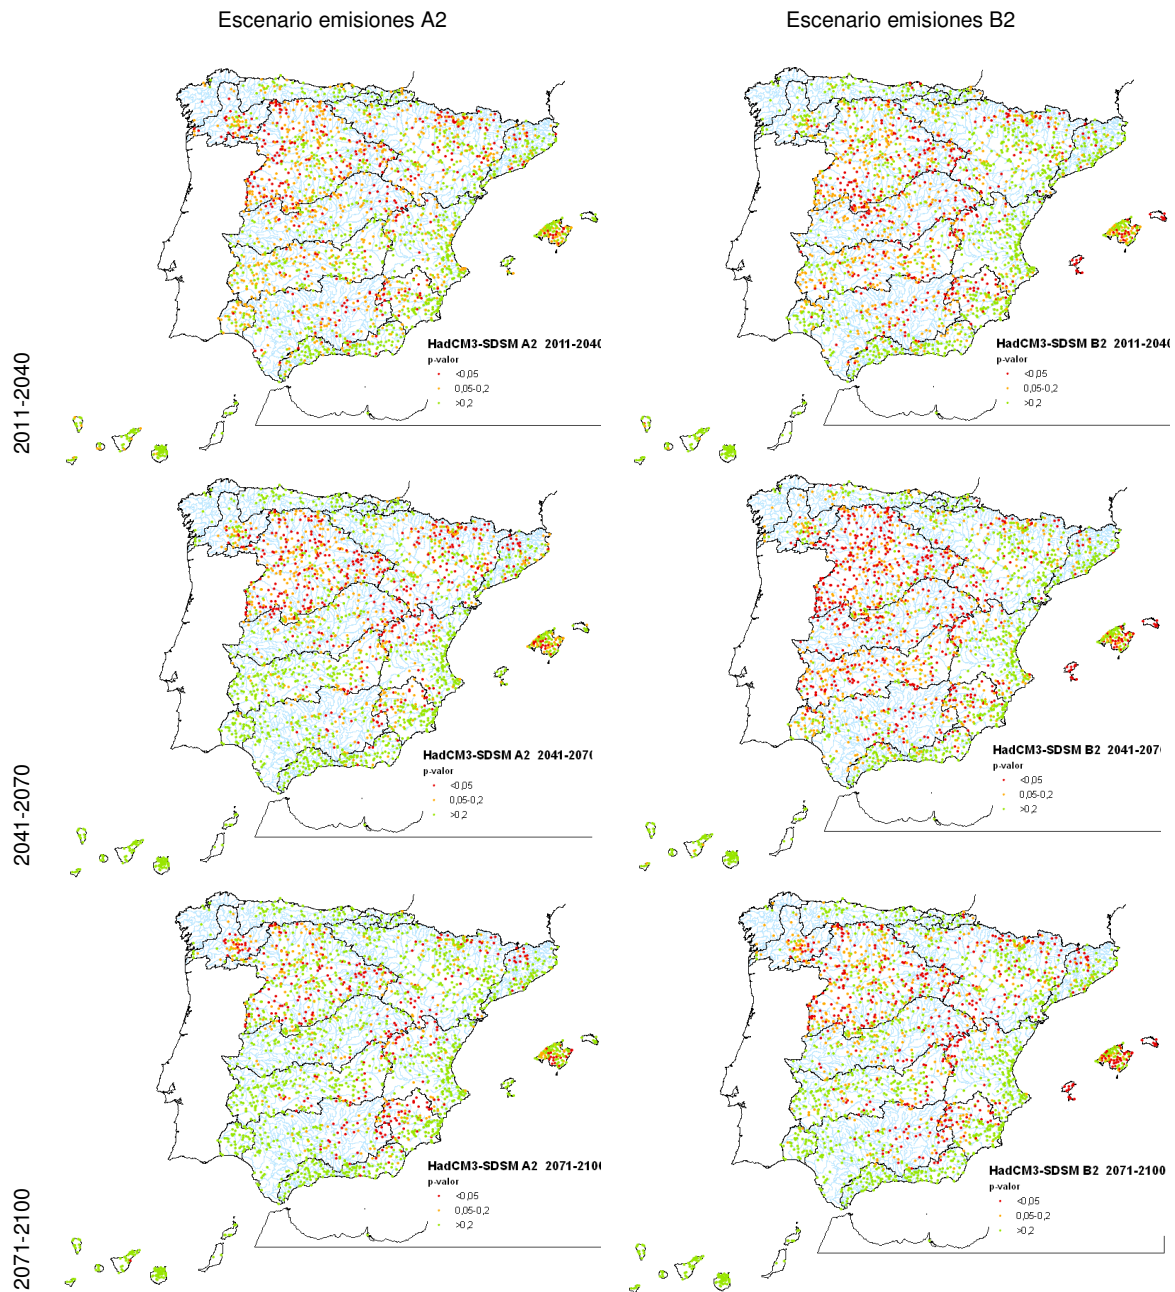 Escenario emisiones A2
Escenario emisiones B2
2011-2040
HadCM3-SDSM A2 2011-2040
p-valor
<0,05
0,05-0,2
>0,2
HadCM3-SDSM B2 2011-2040
p-valor
<0,05
0,05-0,2
>0,2
2041-2070
HadCM3-SDSM A2 2041-2070
p-valor
<0,05
0,05-0,2
>0,2
HadCM3-SDSM B2 2041-2070
p-valor
<0,05
0,05-0,2
>0,2
2071-2100
HadCM3-SDSM A2 2071-2100
p-valor
<0,05
0,05-0,2
>0,2
HadCM3-SDSM B2 2071-2100
p-valor
<0,05
0,05-0,2
>0,2